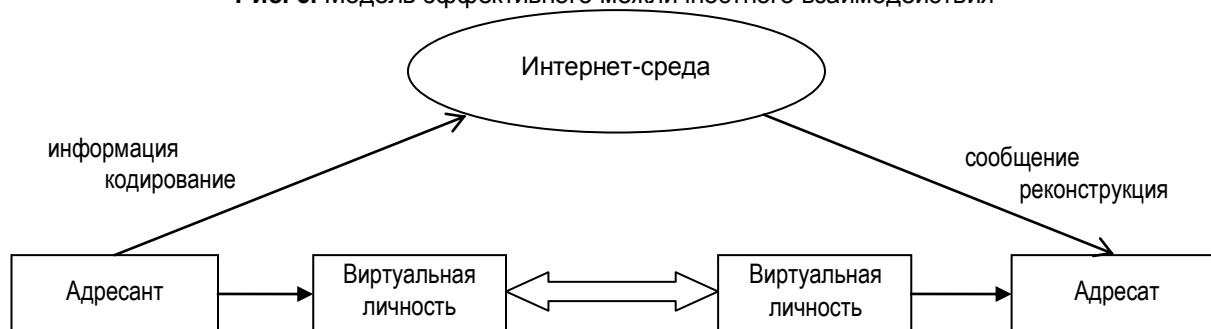 Интернет-среда
информация
кодирование
сообщение
реконструкция
Адресант
Виртуальная
личность
Виртуальная
личность
Адресат